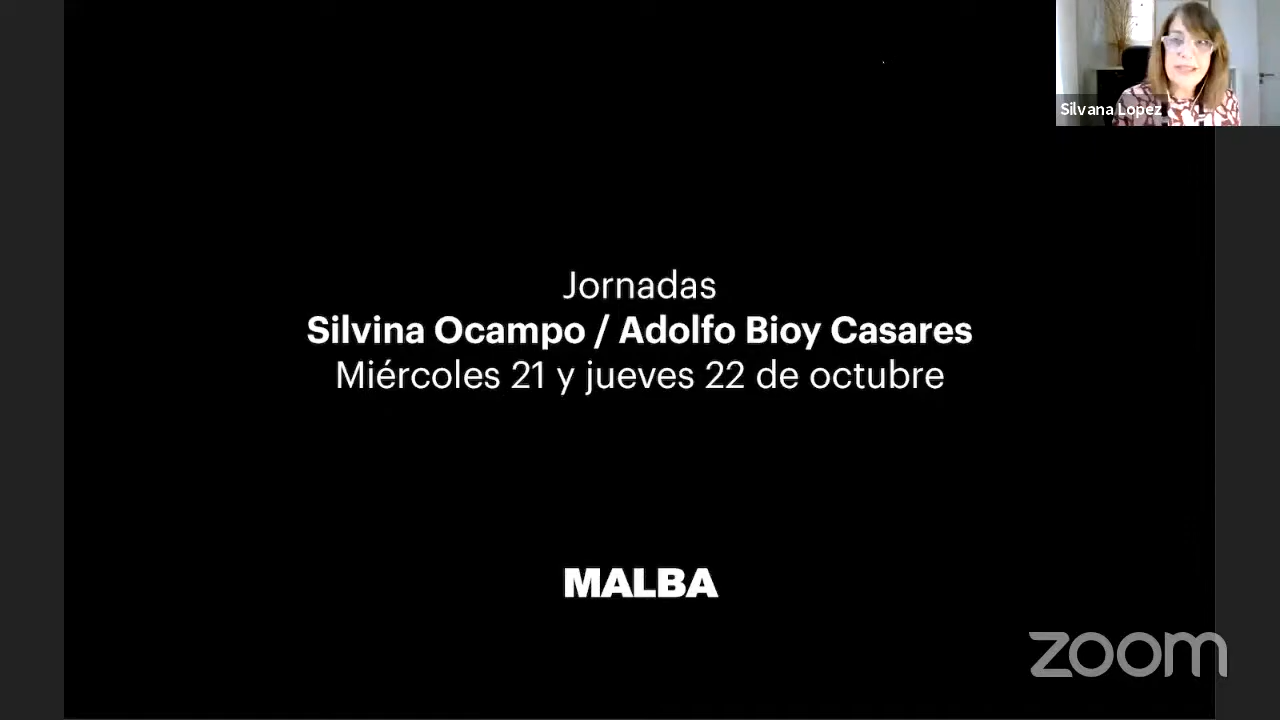 Silvana Lopez
Jornadas
Silvina Ocampo / Adolfo Bioy Casares
Miércoles 21 y jueves 22 de octubre
MALBA
zoom